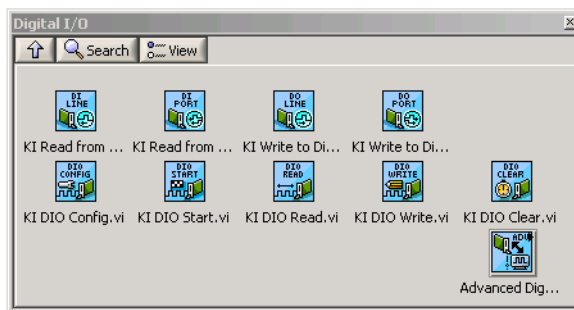 Digital I/O
Search View
DI LINE DI PORT DO LINE DO PORT
KI Read from ... KI Read from ... KI Write to Di... KI Write to Di...
DIO CONFIG DIO START DIO READ DIO WRITE DIO CLEAR
KI DIO Config.vi KI DIO Start.vi KI DIO Read.vi KI DIO Write.vi KI DIO Clear.vi
ADV
Advanced Dig...